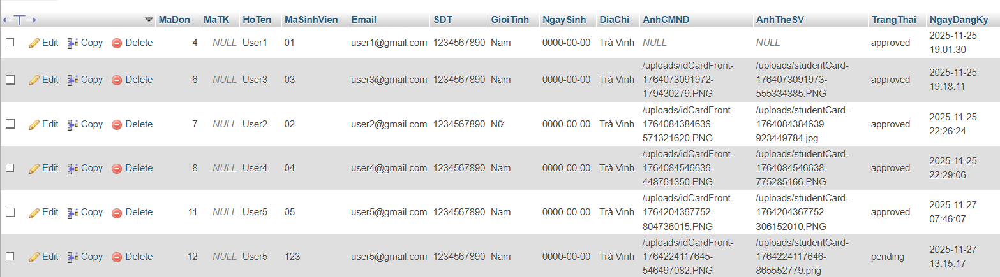 MaDon MaTK HoTen MaSinhVien Email SDT GioiTinh NgaySinh DiaChi AnhCMND AnhTheSV TrangThai NgayDangKy
Edit Copy Delete 4 NULL User1 01 user1@gmail.com 1234567890 Nam 0000-00-00 Trà Vinh NULL NULL approved 2025-11-25
19:01:30
/uploads/idCardFront- /uploads/studentCard-
Edit Copy Delete 6 NULL User3 03 user3@gmail.com 1234567890 Nam 0000-00-00 Trà Vinh 1764073091972- 1764073091973- approved 2025-11-25
19:18:11
179430279.PNG 555334385.PNG
/uploads/idCardFront- /uploads/studentCard-
Edit Copy Delete 7 NULL User2 02 user2@gmail.com 1234567890 Nữ 0000-00-00 Trà Vinh 1764084384636- 1764084384639- approved 2025-11-25
22:26:24
571321620.PNG 923449784.jpg
/uploads/idCardFront- /uploads/studentCard-
Edit Copy Delete 8 NULL User4 04 user4@gmail.com 1234567890 Nam 0000-00-00 Trà Vinh 1764084546636- 1764084546638- approved 2025-11-25
22:29:06
448761350.PNG 775285166.PNG
/uploads/idCardFront- /uploads/studentCard-
Edit Copy Delete 11 NULL User5 05 user5@gmail.com 1234567890 Nam 0000-00-00 Trà Vinh 1764204367752- 1764204367752- approved 2025-11-27
07:46:07
804736015.PNG 306152010.PNG
/uploads/idCardFront- /uploads/studentCard-
Edit Copy Delete 12 NULL User5 123 user5@gmail.com 1234567890 Nam 0000-00-00 Trà Vinh 1764224117645- 1764224117646- pending 2025-11-27
13:15:17
546497082.PNG 865552779.png